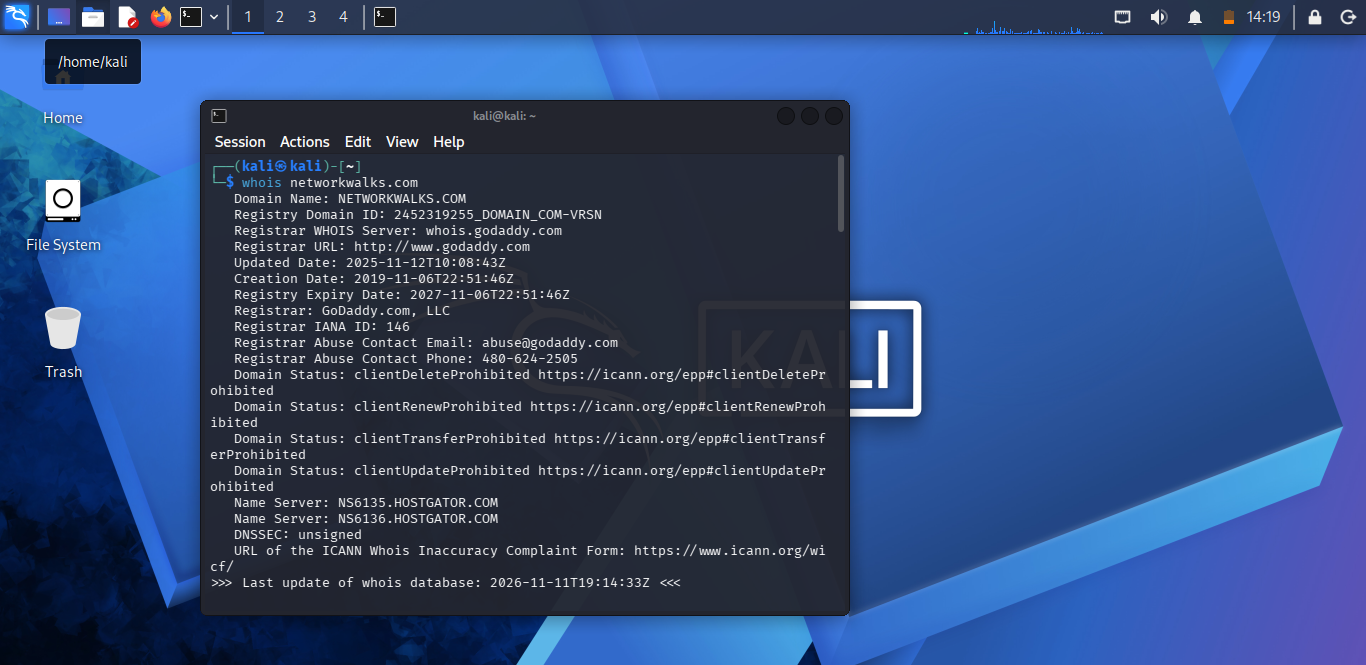 1 2 3 4 14:19
/home/kali
Home
File System
Trash
kali@kali: ~
Session Actions Edit View Help
┌──(kali㉿kali)-[~]
└─$ whois networkwalks.com
Domain Name: NETWORKWALKS.COM
Registry Domain ID: 2452319255_DOMAIN_COM-VRSN
Registrar WHOIS Server: whois.godaddy.com
Registrar URL: http://www.godaddy.com
Updated Date: 2025-11-12T10:08:43Z
Creation Date: 2019-11-06T22:51:46Z
Registry Expiry Date: 2027-11-06T22:51:46Z
Registrar: GoDaddy.com, LLC
Registrar IANA ID: 146
Registrar Abuse Contact Email: abuse@godaddy.com
Registrar Abuse Contact Phone: 480-624-2505
Domain Status: clientDeleteProhibited https://icann.org/epp#clientDeletePr
ohibited
Domain Status: clientRenewProhibited https://icann.org/epp#clientRenewProh
ibited
Domain Status: clientTransferProhibited https://icann.org/epp#clientTransf
erProhibited
Domain Status: clientUpdateProhibited https://icann.org/epp#clientUpdatePr
ohibited
Name Server: NS6135.HOSTGATOR.COM
Name Server: NS6136.HOSTGATOR.COM
DNSSEC: unsigned
URL of the ICANN Whois Inaccuracy Complaint Form: https://www.icann.org/wi
cf/
>>> Last update of whois database: 2026-11-11T19:14:33Z <<<
KALI